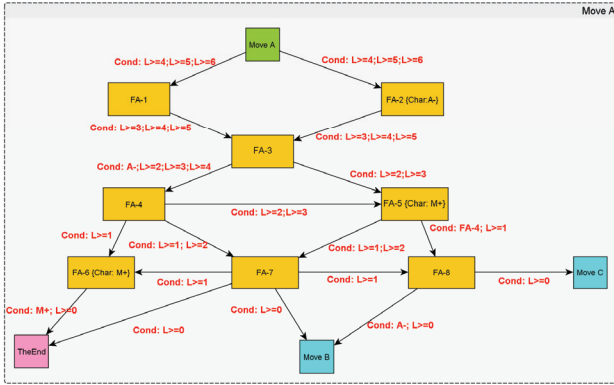 Move A
Move A
Cond: L>=4;L>=5;L>=6
Cond: L>=4;L>=5;L>=6
FA-1
FA-2 {Char:A-}
Cond: L>=3;L>=4;L>=5
Cond: L>=3;L>=4;L>=5
FA-3
Cond: A-;L>=2;L>=3;L>=4
Cond: L>=2;L>=3
FA-4
FA-5 {Char: M+}
Cond: L>=2;L>=3
Cond: FA-4; L>=1
Cond: L>=1
Cond: L>=1; L>=2
Cond: L>=1;L>=2
FA-6 {Char: M+}
FA-7
FA-8
Move C
Cond: L>=1
Cond: L>=1
Cond: L>=0
Cond: M+; L>=0
Cond: L>=0
Cond: L>=0
Cond: A-; L>=0
TheEnd
Move B